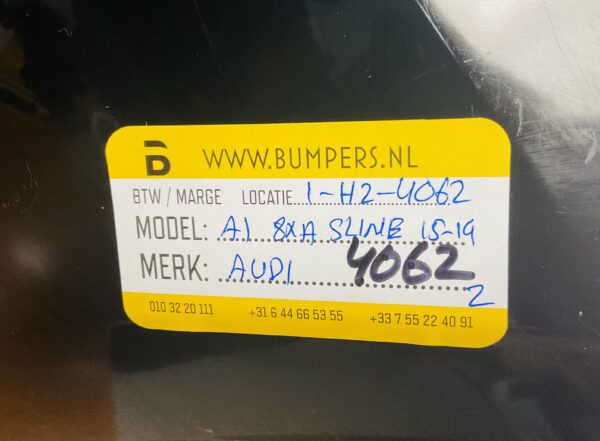 B WWW.BUMPERS.NL
BTW / MARGE LOCATIE 1-H2-4062
MODEL: A1 8XA SLINE 15-19
MERK: AUDI 4062
2
010 32 20 111 +31 6 44 66 53 55 +33 7 55 22 40 91